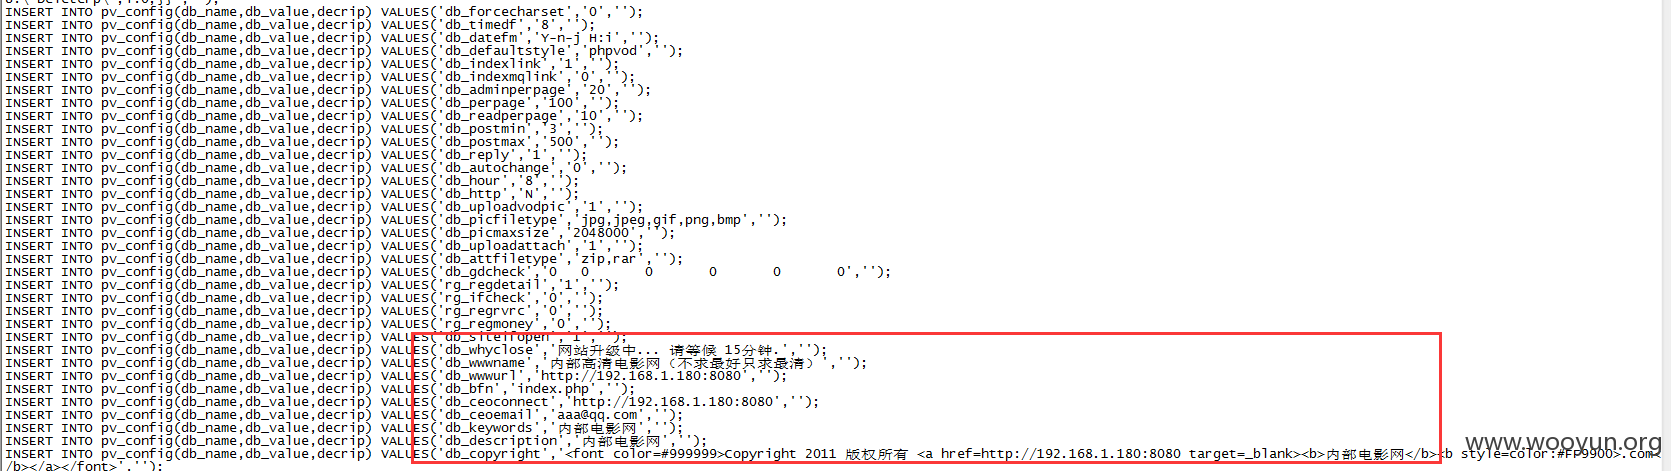 INSERT INTO pv_config(db_name,db_value,decrip) VALUES('db_forcecharset','0','');
INSERT INTO pv_config(db_name,db_value,decrip) VALUES('db_timedf','8','');
INSERT INTO pv_config(db_name,db_value,decrip) VALUES('db_datefm','Y-n-j H:i','');
INSERT INTO pv_config(db_name,db_value,decrip) VALUES('db_defaultstyle','phpvod','');
INSERT INTO pv_config(db_name,db_value,decrip) VALUES('db_indexlink','1','');
INSERT INTO pv_config(db_name,db_value,decrip) VALUES('db_indexmqlink','0','');
INSERT INTO pv_config(db_name,db_value,decrip) VALUES('db_adminperpage','20','');
INSERT INTO pv_config(db_name,db_value,decrip) VALUES('db_perpage','100','');
INSERT INTO pv_config(db_name,db_value,decrip) VALUES('db_readperpage','10','');
INSERT INTO pv_config(db_name,db_value,decrip) VALUES('db_postmin','3','');
INSERT INTO pv_config(db_name,db_value,decrip) VALUES('db_postmax','500','');
INSERT INTO pv_config(db_name,db_value,decrip) VALUES('db_reply','1','');
INSERT INTO pv_config(db_name,db_value,decrip) VALUES('db_autochange','0','');
INSERT INTO pv_config(db_name,db_value,decrip) VALUES('db_hour','8','');
INSERT INTO pv_config(db_name,db_value,decrip) VALUES('db_http','N','');
INSERT INTO pv_config(db_name,db_value,decrip) VALUES('db_uploadvodpic','1','');
INSERT INTO pv_config(db_name,db_value,decrip) VALUES('db_picfiletype','jpg,jpeg,gif,png,bmp','');
INSERT INTO pv_config(db_name,db_value,decrip) VALUES('db_picmaxsize','2048000','');
INSERT INTO pv_config(db_name,db_value,decrip) VALUES('db_uploadattach','1','');
INSERT INTO pv_config(db_name,db_value,decrip) VALUES('db_attfiletype','zip,rar','');
INSERT INTO pv_config(db_name,db_value,decrip) VALUES('db_gdcheck','0	0	0	0	0	0','');
INSERT INTO pv_config(db_name,db_value,decrip) VALUES('rg_regdetail','1','');
INSERT INTO pv_config(db_name,db_value,decrip) VALUES('rg_ifcheck','0','');
INSERT INTO pv_config(db_name,db_value,decrip) VALUES('rg_regrvrc','0','');
INSERT INTO pv_config(db_name,db_value,decrip) VALUES('rg_regmoney','0','');
INSERT INTO pv_config(db_name,db_value,decrip) VALUES('db_siteifopen','1','');
INSERT INTO pv_config(db_name,db_value,decrip) VALUES('db_whyclose','网站升级中... 请等候 15分钟.','');
INSERT INTO pv_config(db_name,db_value,decrip) VALUES('db_wwwname','内部高清电影网（不求最好只求最清）','');
INSERT INTO pv_config(db_name,db_value,decrip) VALUES('db_wwwurl','http://192.168.1.180:8080','');
INSERT INTO pv_config(db_name,db_value,decrip) VALUES('db_bfn','index.php','');
INSERT INTO pv_config(db_name,db_value,decrip) VALUES('db_ceoconnect','http://192.168.1.180:8080','');
INSERT INTO pv_config(db_name,db_value,decrip) VALUES('db_ceoemail','aaa@qq.com','');
INSERT INTO pv_config(db_name,db_value,decrip) VALUES('db_keywords','内部电影网','');
INSERT INTO pv_config(db_name,db_value,decrip) VALUES('db_description','内部电影网','');
INSERT INTO pv_config(db_name,db_value,decrip) VALUES('db_copyright','<font color=#999999>Copyright 2011 版权所有 <a href=http://192.168.1.180:8080 target=_blank><b>内部电影网</b><b style=color:#FF9900>.com<
/b></a></font>','');
www.wooyun.org